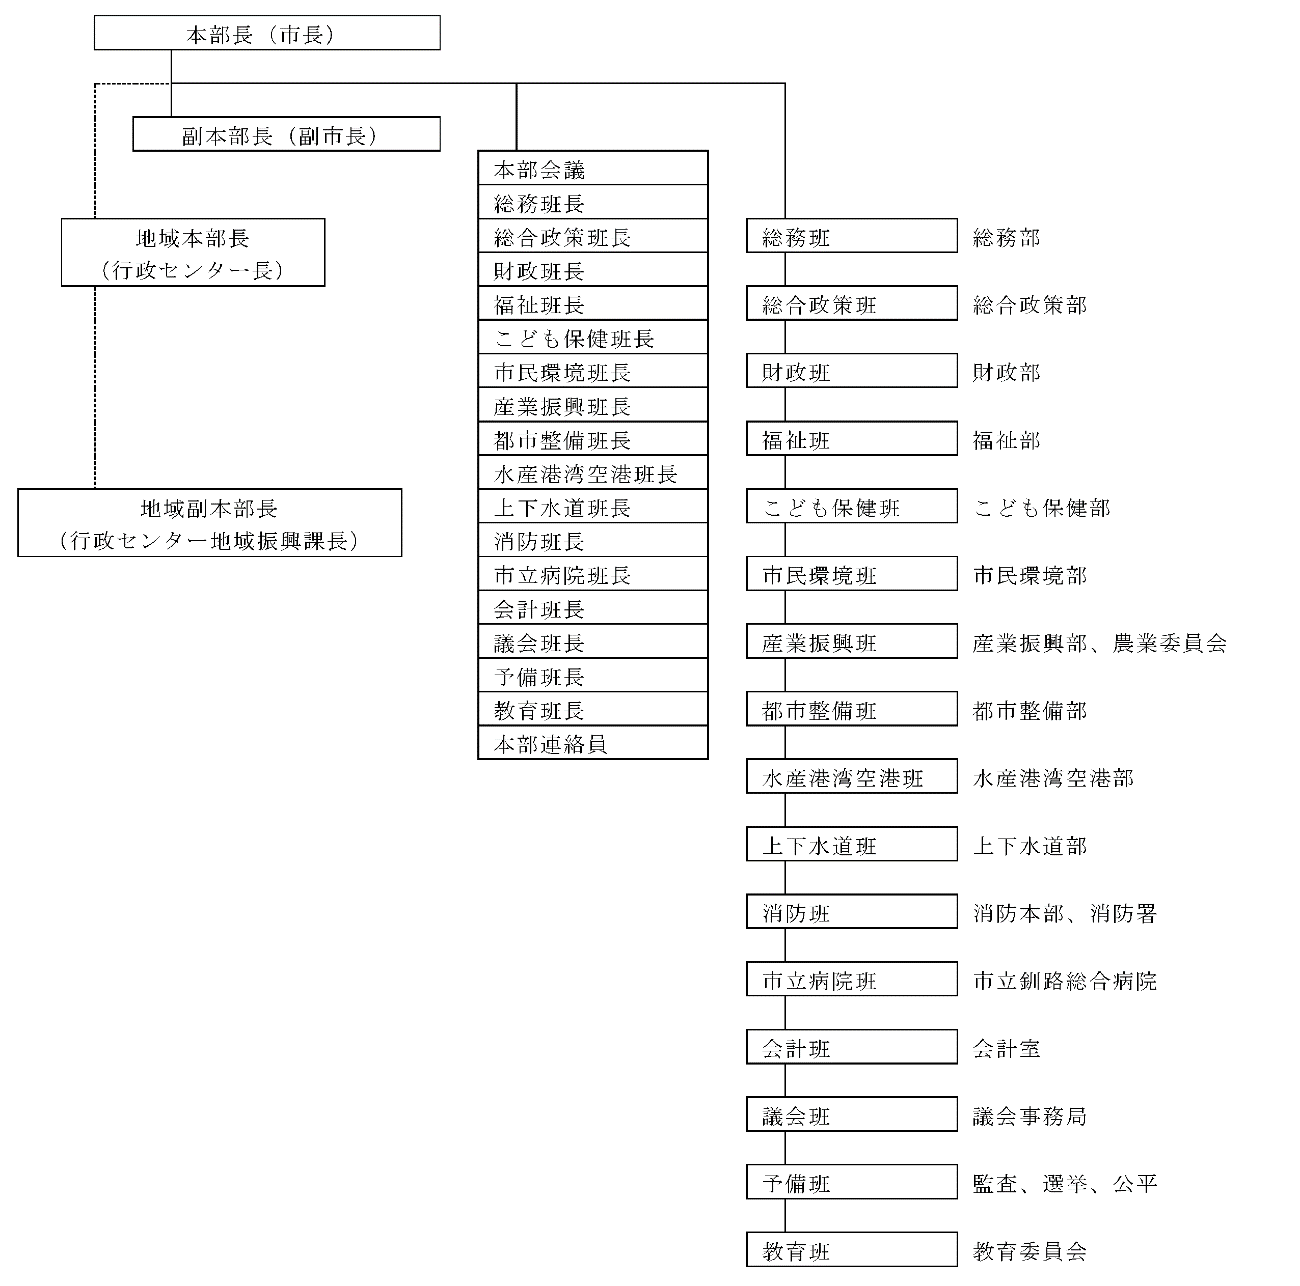 本部長（市長）
副本部長（副市長）
地域本部長
（行政センター長）
地域副本部長
（行政センター地域振興課長）
本部会議
総務班長
総合政策班長
財政班長
福祉班長
こども保健班長
市民環境班長
産業振興班長
都市整備班長
水産港湾空港班長
上下水道班長
消防班長
市立病院班長
会計班長
議会班長
予備班長
教育班長
本部連絡員
総務班 総務部
総合政策班 総合政策部
財政班 財政部
福祉班 福祉部
こども保健班 こども保健部
市民環境班 市民環境部
産業振興班 産業振興部、農業委員会
都市整備班 都市整備部
水産港湾空港班 水産港湾空港部
上下水道班 上下水道部
消防班 消防本部、消防署
市立病院班 市立釧路総合病院
会計班 会計室
議会班 議会事務局
予備班 監査、選挙、公平
教育班 教育委員会